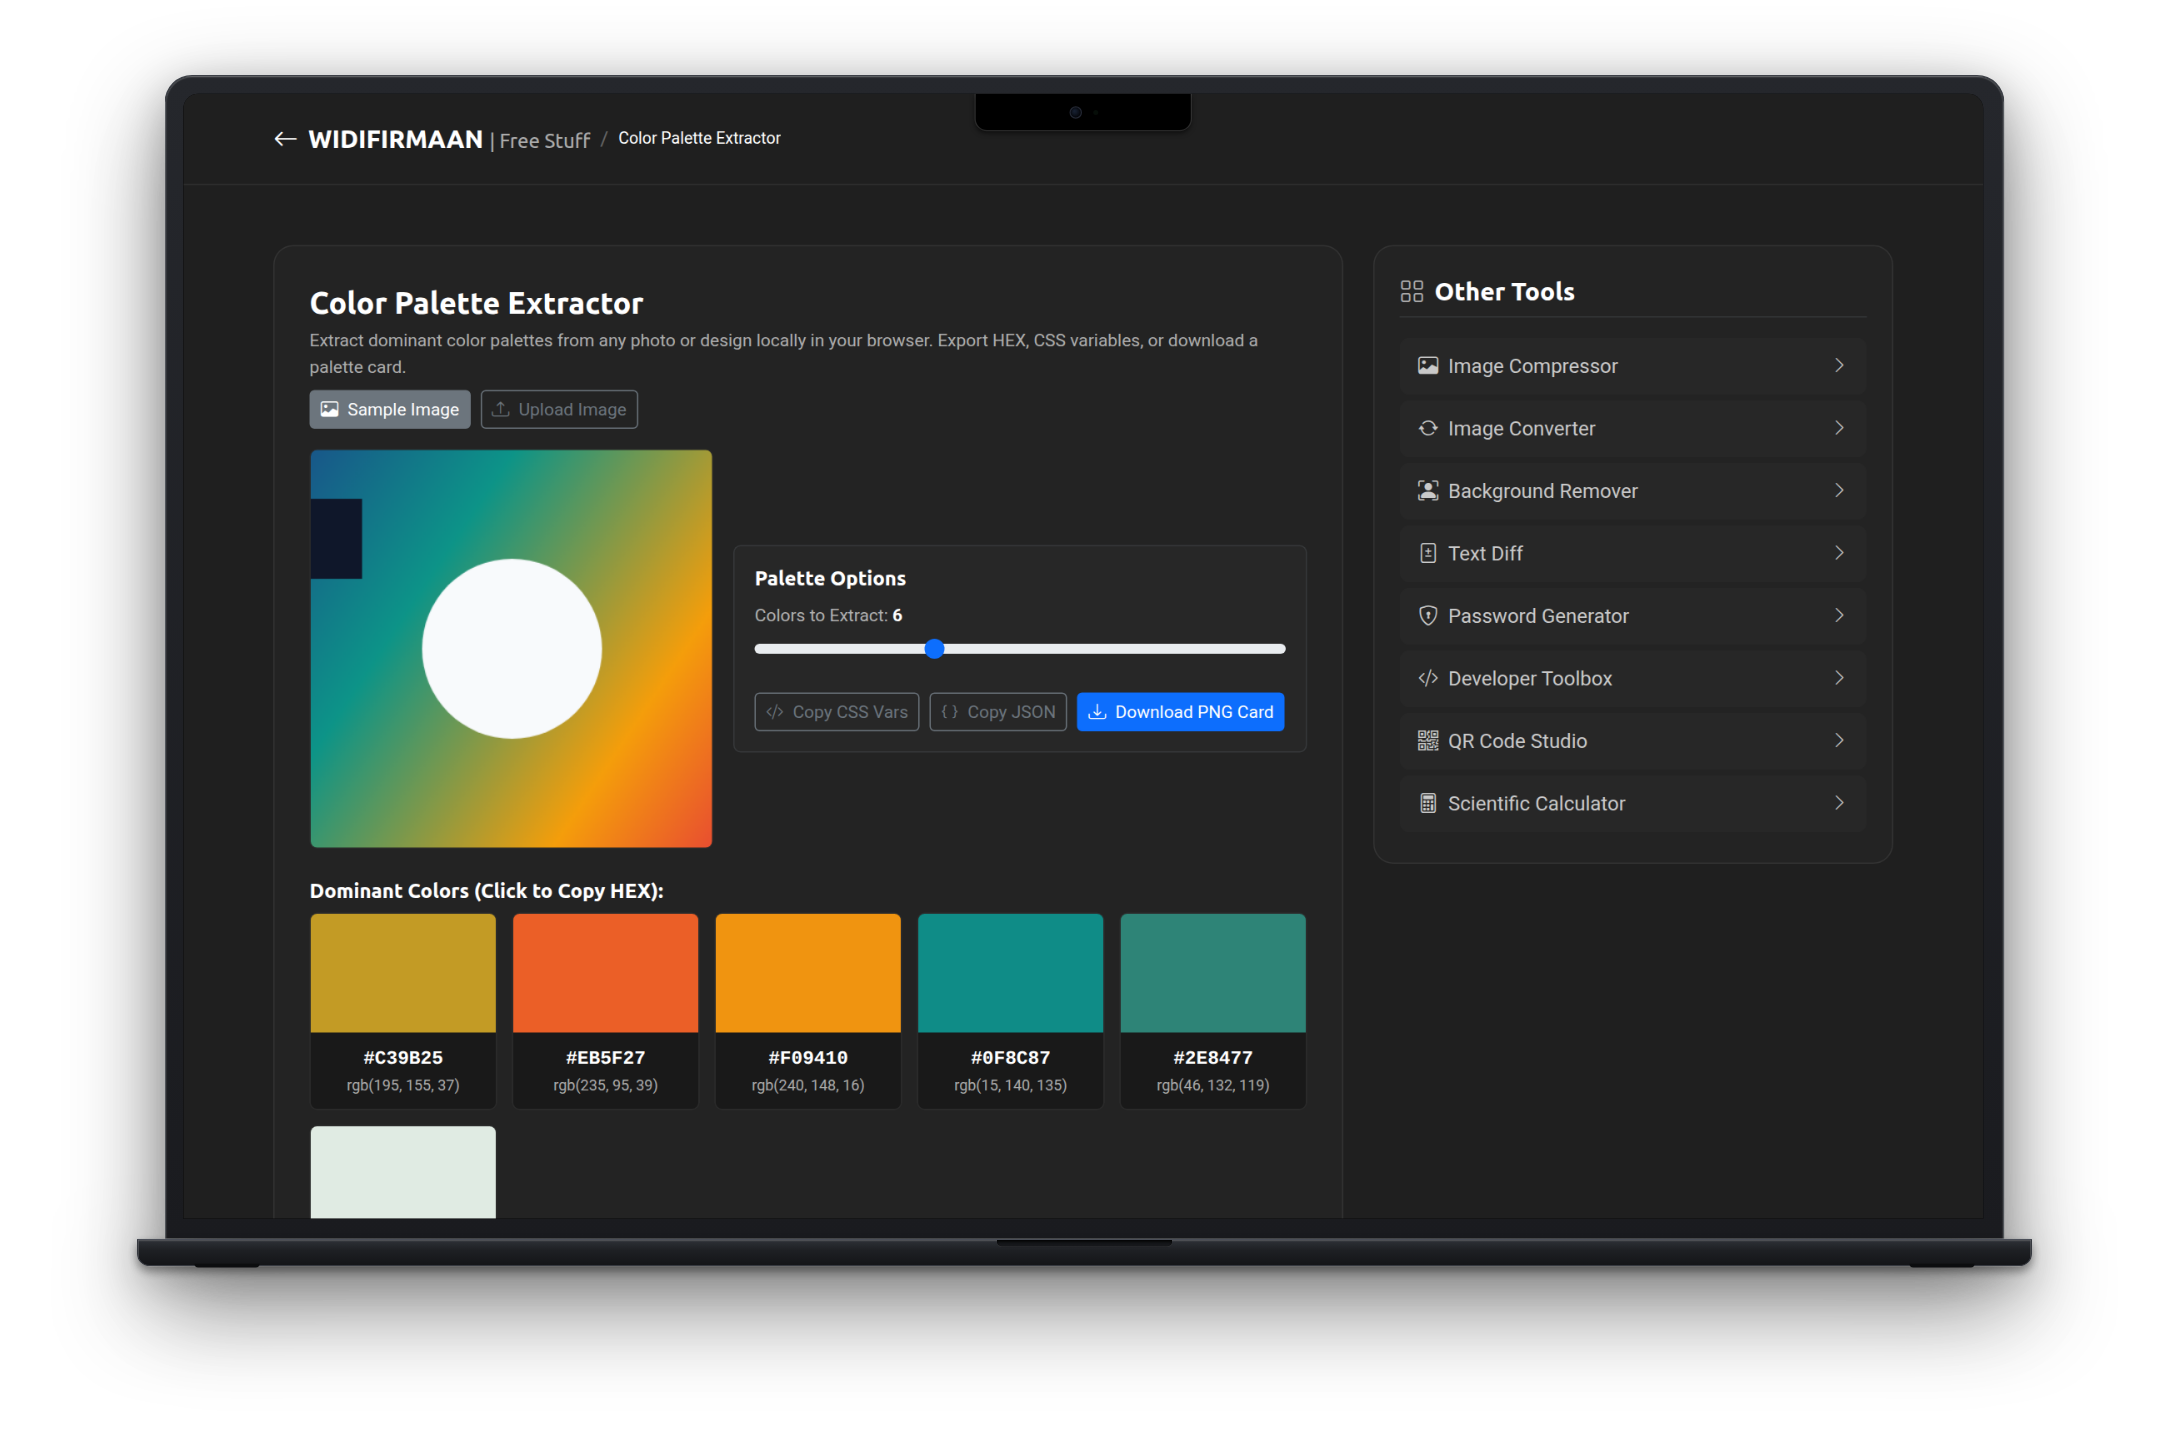 WIDIFIRMAAN | Free Stuff / Color Palette Extractor
Color Palette Extractor
Extract dominant color palettes from any photo or design locally in your browser. Export HEX, CSS variables, or download a
palette card.
Sample Image
Upload Image
Palette Options
Colors to Extract: 6
Copy CSS Vars
Copy JSON
Download PNG Card
Dominant Colors (Click to Copy HEX):
#C39B25
rgb(195, 155, 37)
#EB5F27
rgb(235, 95, 39)
#F09410
rgb(240, 148, 16)
#0F8C87
rgb(15, 140, 135)
#2E8477
rgb(46, 132, 119)
Other Tools
Image Compressor
Image Converter
Background Remover
Text Diff
Password Generator
Developer Toolbox
QR Code Studio
Scientific Calculator